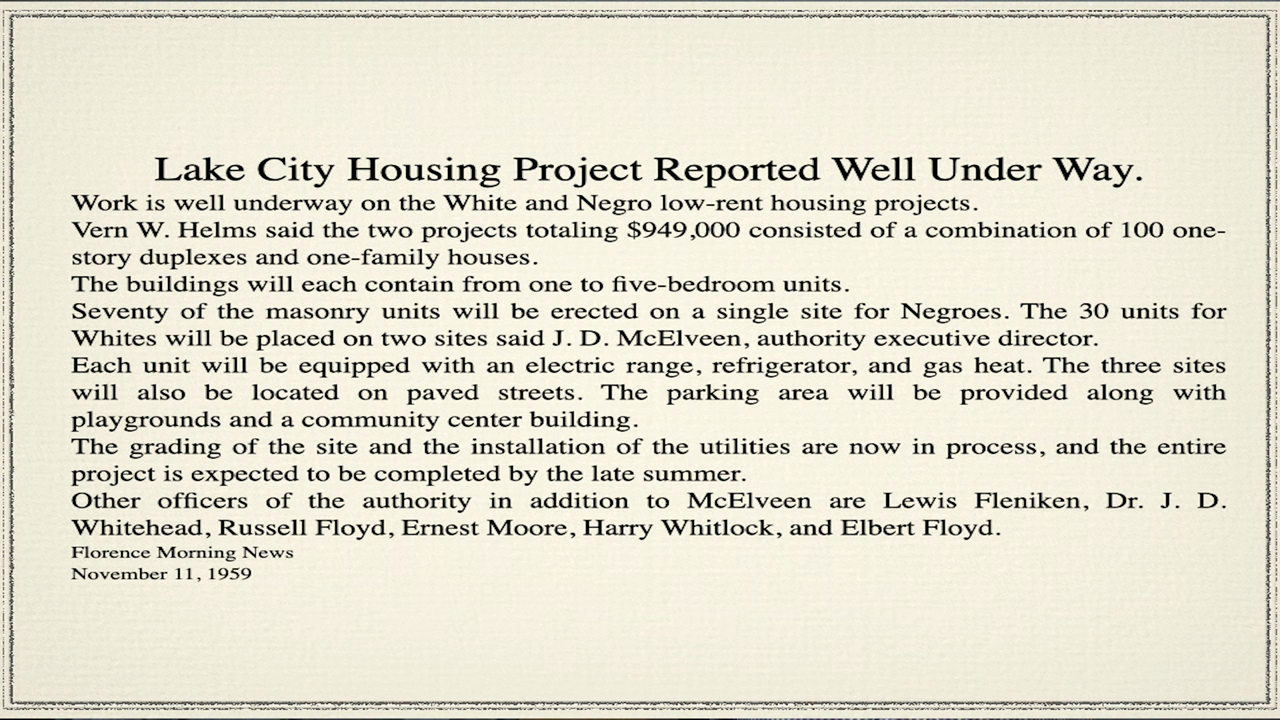 Lake City Housing Project Reported Well Under Way.
Work is well underway on the White and Negro low-rent housing projects.
Vern W. Helms said the two projects totaling $949,000 consisted of a combination of 100 one-
story duplexes and one-family houses.
The buildings will each contain from one to five-bedroom units.
Seventy of the masonry units will be erected on a single site for Negroes. The 30 units for
Whites will be placed on two sites said J. D. McElveen, authority executive director.
Each unit will be equipped with an electric range, refrigerator, and gas heat. The three sites
will also be located on paved streets. The parking area will be provided along with
playgrounds and a community center building.
The grading of the site and the installation of the utilities are now in process, and the entire
project is expected to be completed by the late summer.
Other officers of the authority in addition to McElveen are Lewis Fleniken, Dr. J. D.
Whitehead, Russell Floyd, Ernest Moore, Harry Whitlock, and Elbert Floyd.
Florence Morning News
November 11, 1959